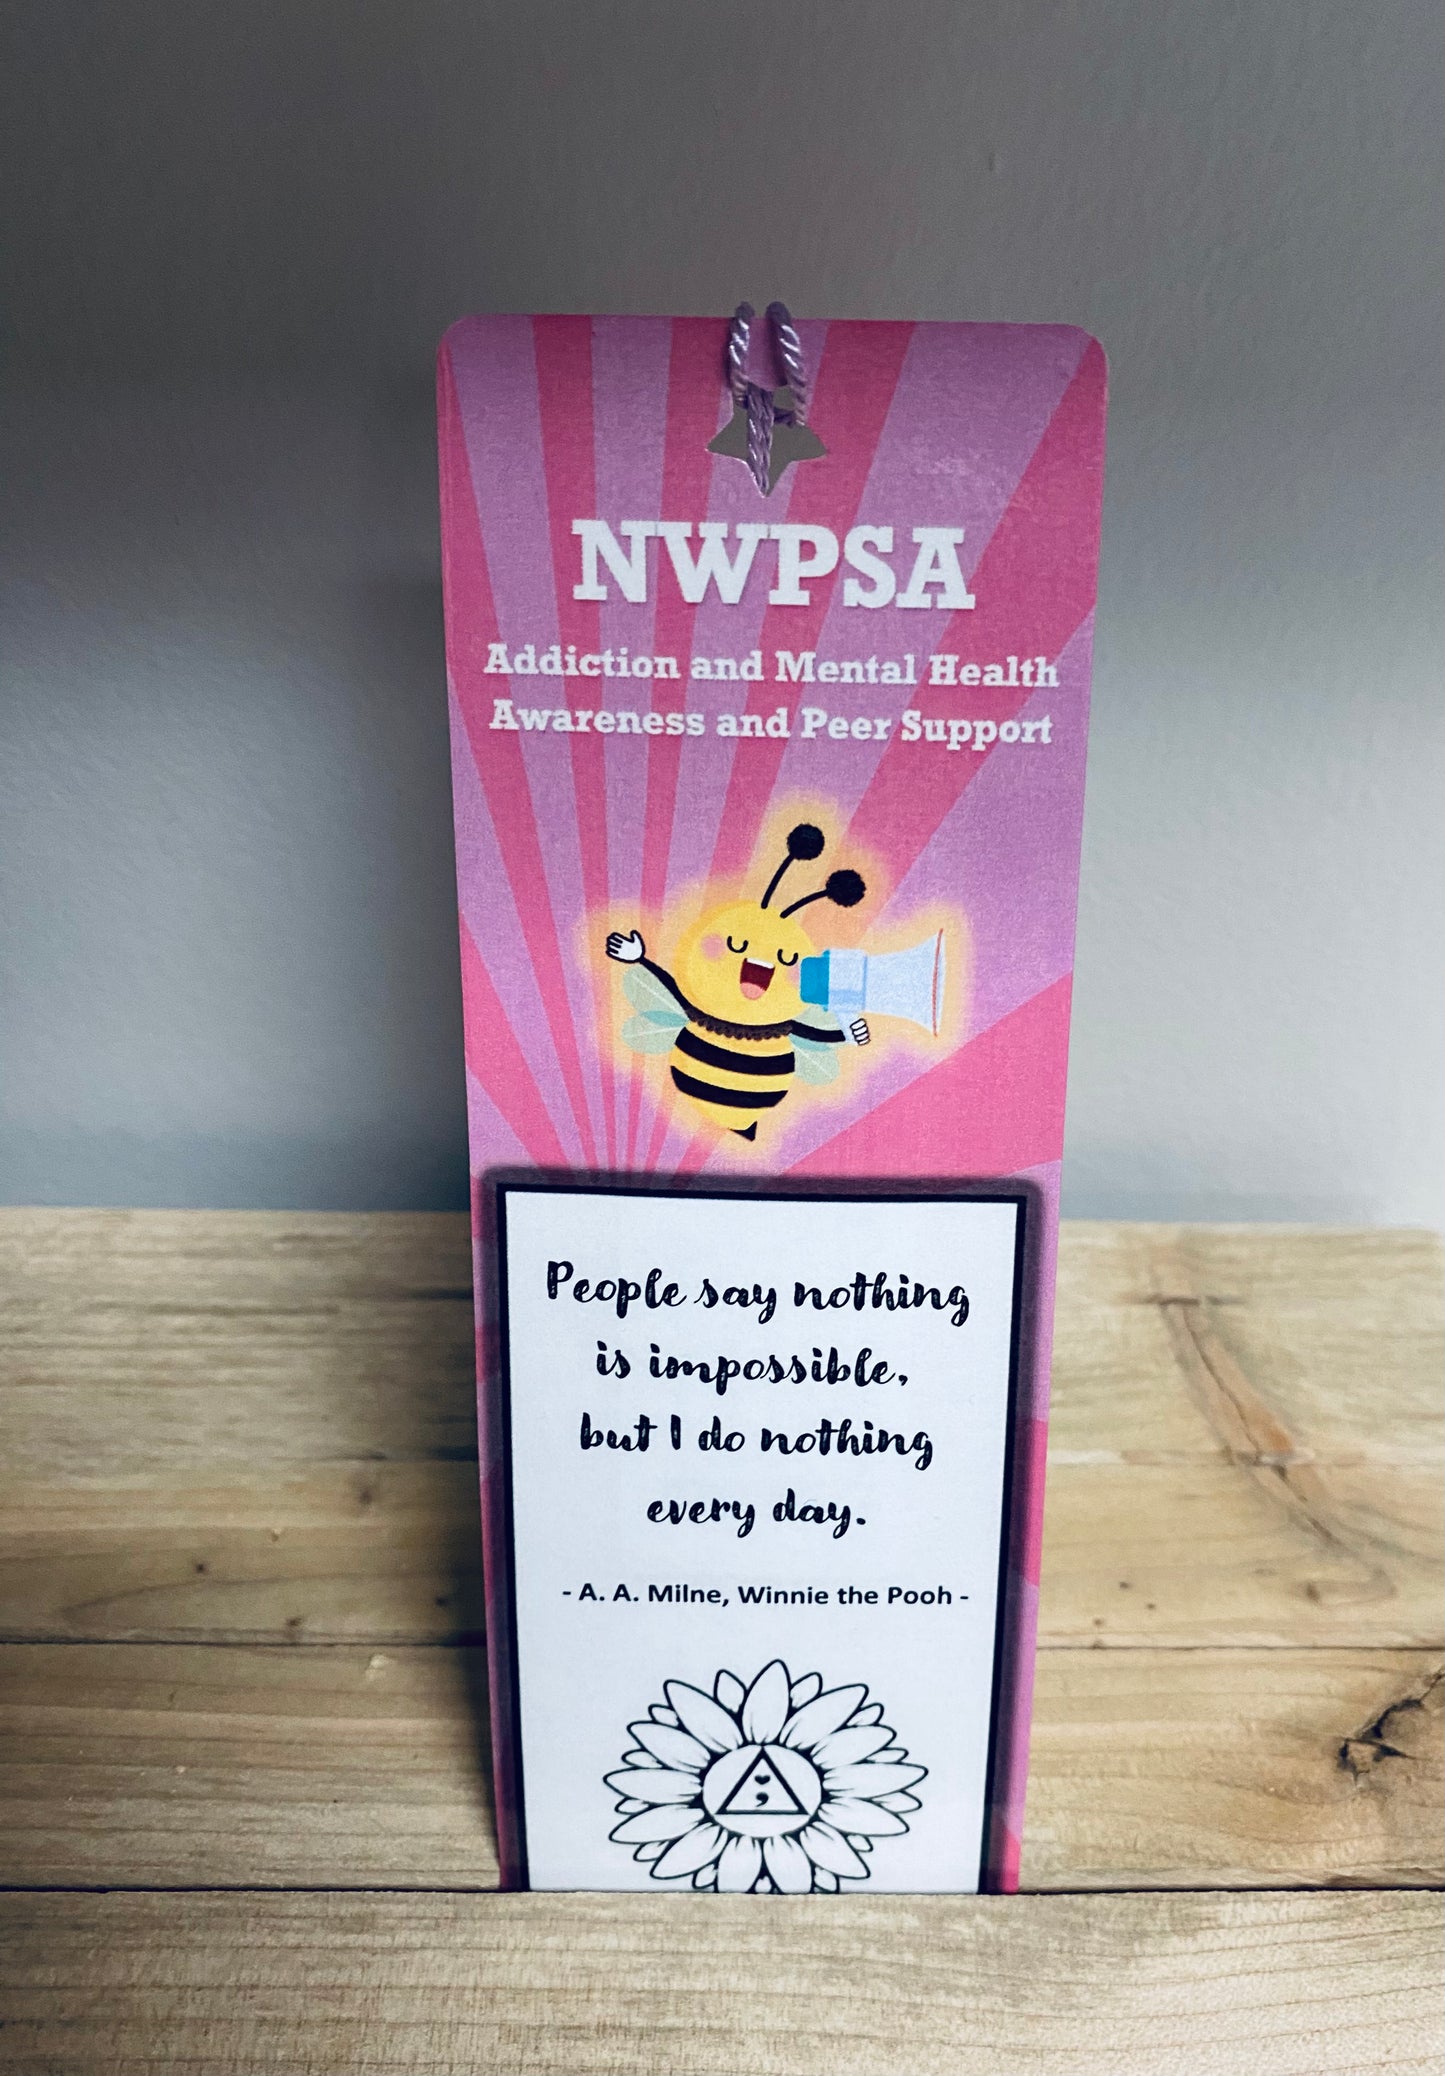 NWPSA
Addiction and Mental Health
Awareness and Peer Support
People say nothing
is impossible,
but I do nothing
every day.
- A. A. Milne, Winnie the Pooh -